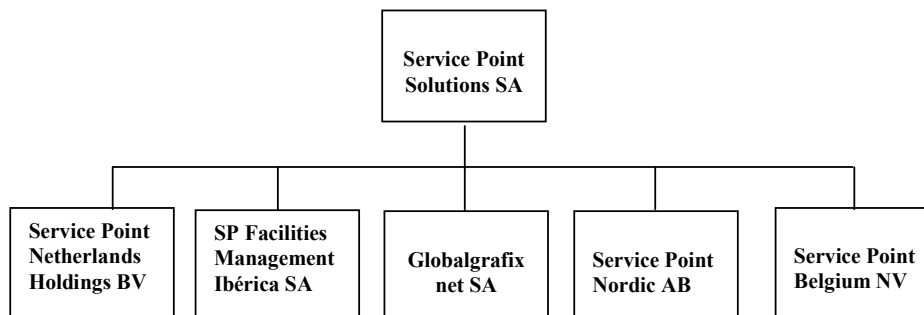 Service Point
Solutions SA
Service Point
Netherlands
Holdings BV
SP Facilities
Management
Ibérica SA
Globalgrafix
net SA
Service Point
Nordic AB
Service Point
Belgium NV